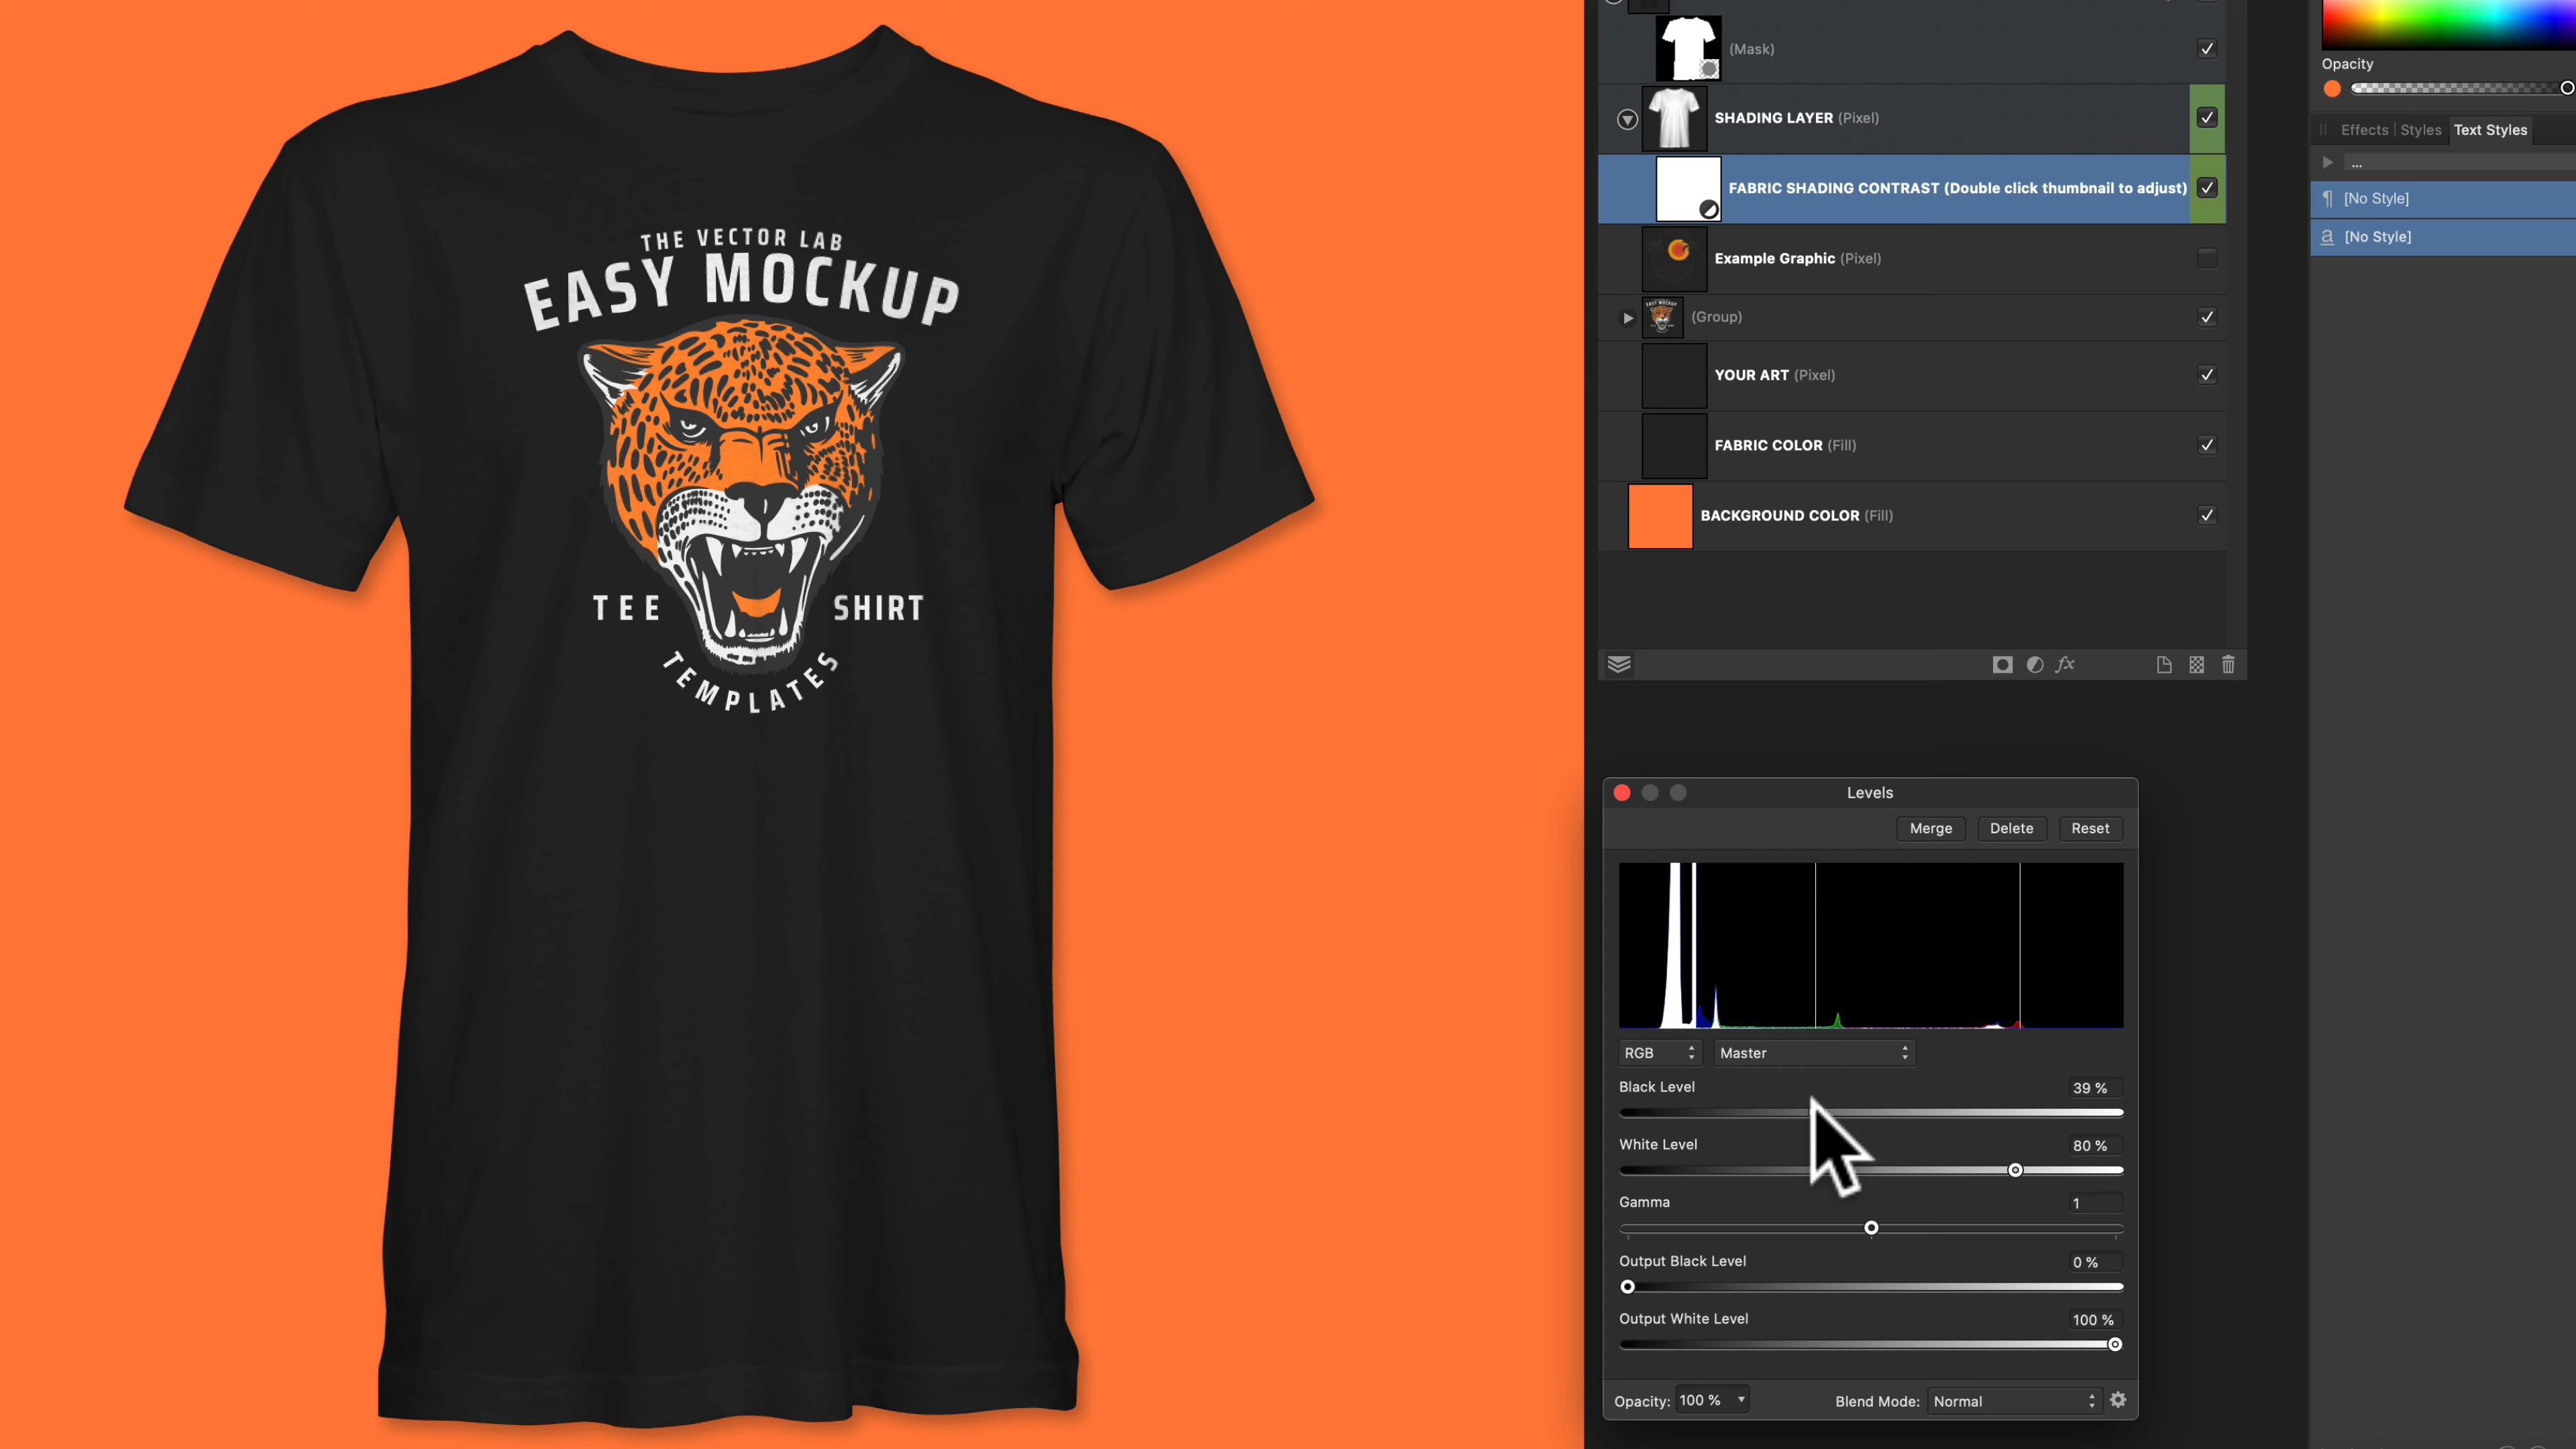 THE VECTOR LAB
EASY MOCKUP
TEE SHIRT
TEMPLATES
(Mask)
SHADING LAYER (Pixel)
FABRIC SHADING CONTRAST (Double click thumbnail to adjust)
Example Graphic (Pixel)
(Group)
YOUR ART (Pixel)
FABRIC COLOR (Fill)
BACKGROUND COLOR (Fill)
fx
Opacity
Effects Styles Text Styles
...
[No Style]
a [No Style]
Levels
Merge Delete Reset
RGB Master
Black Level 39 %
White Level 80 %
Gamma 1
Output Black Level 0 %
Output White Level 100 %
Opacity: 100 % Blend Mode: Normal